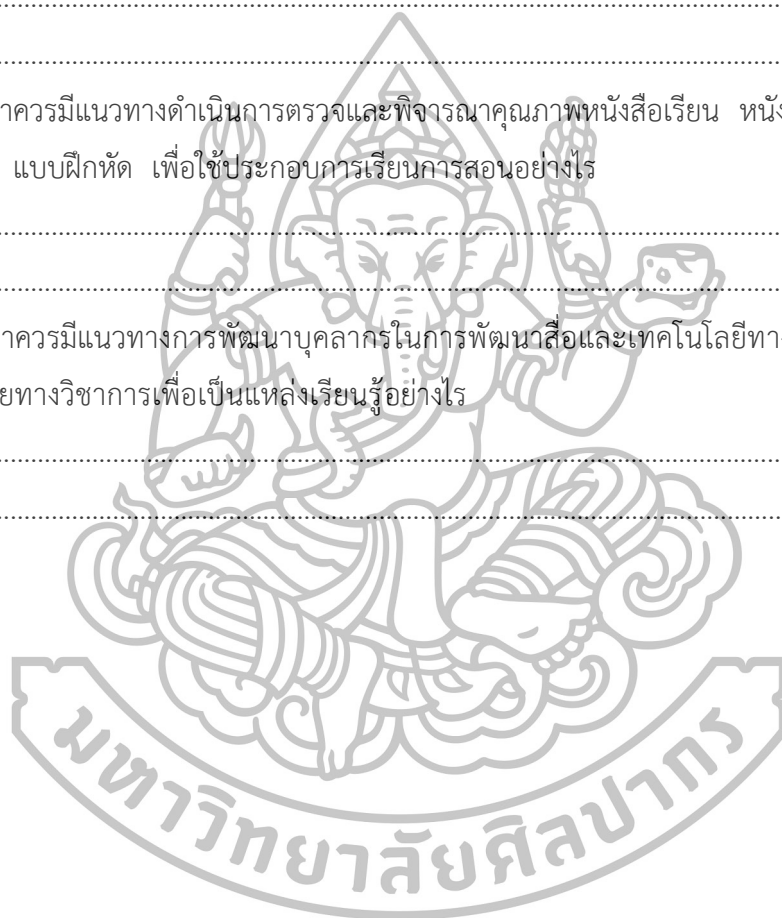 าควรมีแนวทางดำเนินการตรวจและพิจารณาคุณภาพหนังสือเรียน หนัง
แบบฝึกหัด เพื่อใช้ประกอบการเรียนการสอนอย่างไร
าควรมีแนวทางการพัฒนาบุคลากรในการพัฒนาสื่อและเทคโนโลยีทา
ยทางวิชาการเพื่อเป็นแหล่งเรียนรู้อย่างไร
มหาวิทยาลัยศิลปากร